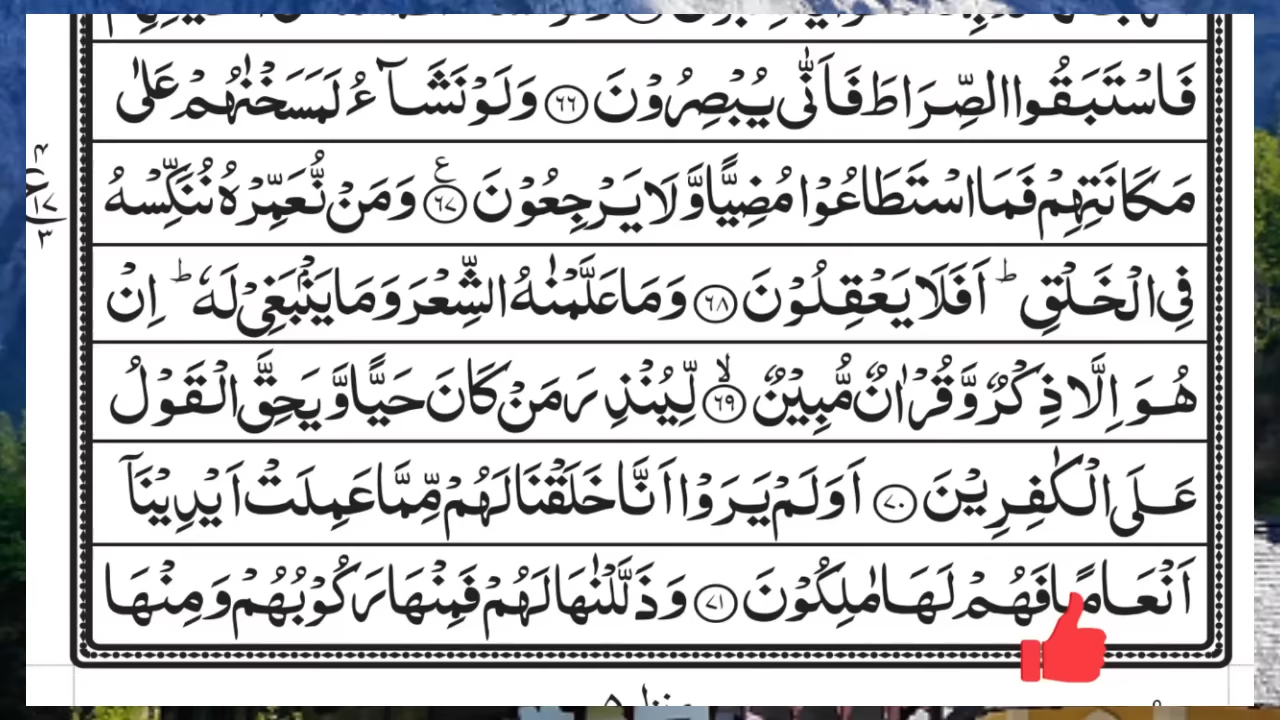 فَاسْتَبَقُوا الصِّرَاطَ فَاَنّٰى يُبْصِرُوْنَ ﴿٦٦﴾ وَلَوْ نَشَآءُ لَمَسَخْنٰهُمْ عَلٰى
مَكَانَتِهِمْ فَمَا اسْتَطَاعُوْا مُضِيًّا وَّلَا يَرْجِعُوْنَ ﴿٦٧﴾ ع وَمَنْ نُّعَمِّرْهُ نُنَكِّسْهُ
فِى الْخَلْقِ ؕ اَفَلَا يَعْقِلُوْنَ ﴿٦٨﴾ وَمَا عَلَّمْنٰهُ الشِّعْرَ وَمَا يَنْۢبَغِىْ لَهٗ ؕ اِنْ
هُوَ اِلَّا ذِكْرٌ وَّقُرْاٰنٌ مُّبِيْنٌ ﴿٦٩﴾ ۙ لِّيُنْذِرَ مَنْ كَانَ حَيًّا وَّيَحِقَّ الْقَوْلُ
عَلَى الْكٰفِرِيْنَ ﴿٧٠﴾ اَوَلَمْ يَرَوْا اَنَّا خَلَقْنَا لَهُمْ مِّمَّا عَمِلَتْ اَيْدِيْنَاۤ
اَنْعَامًا فَهُمْ لَهَا مٰلِكُوْنَ ﴿٧١﴾ وَذَلَّلْنٰهَا لَهُمْ فَمِنْهَا رَكُوْبُهُمْ وَمِنْهَا